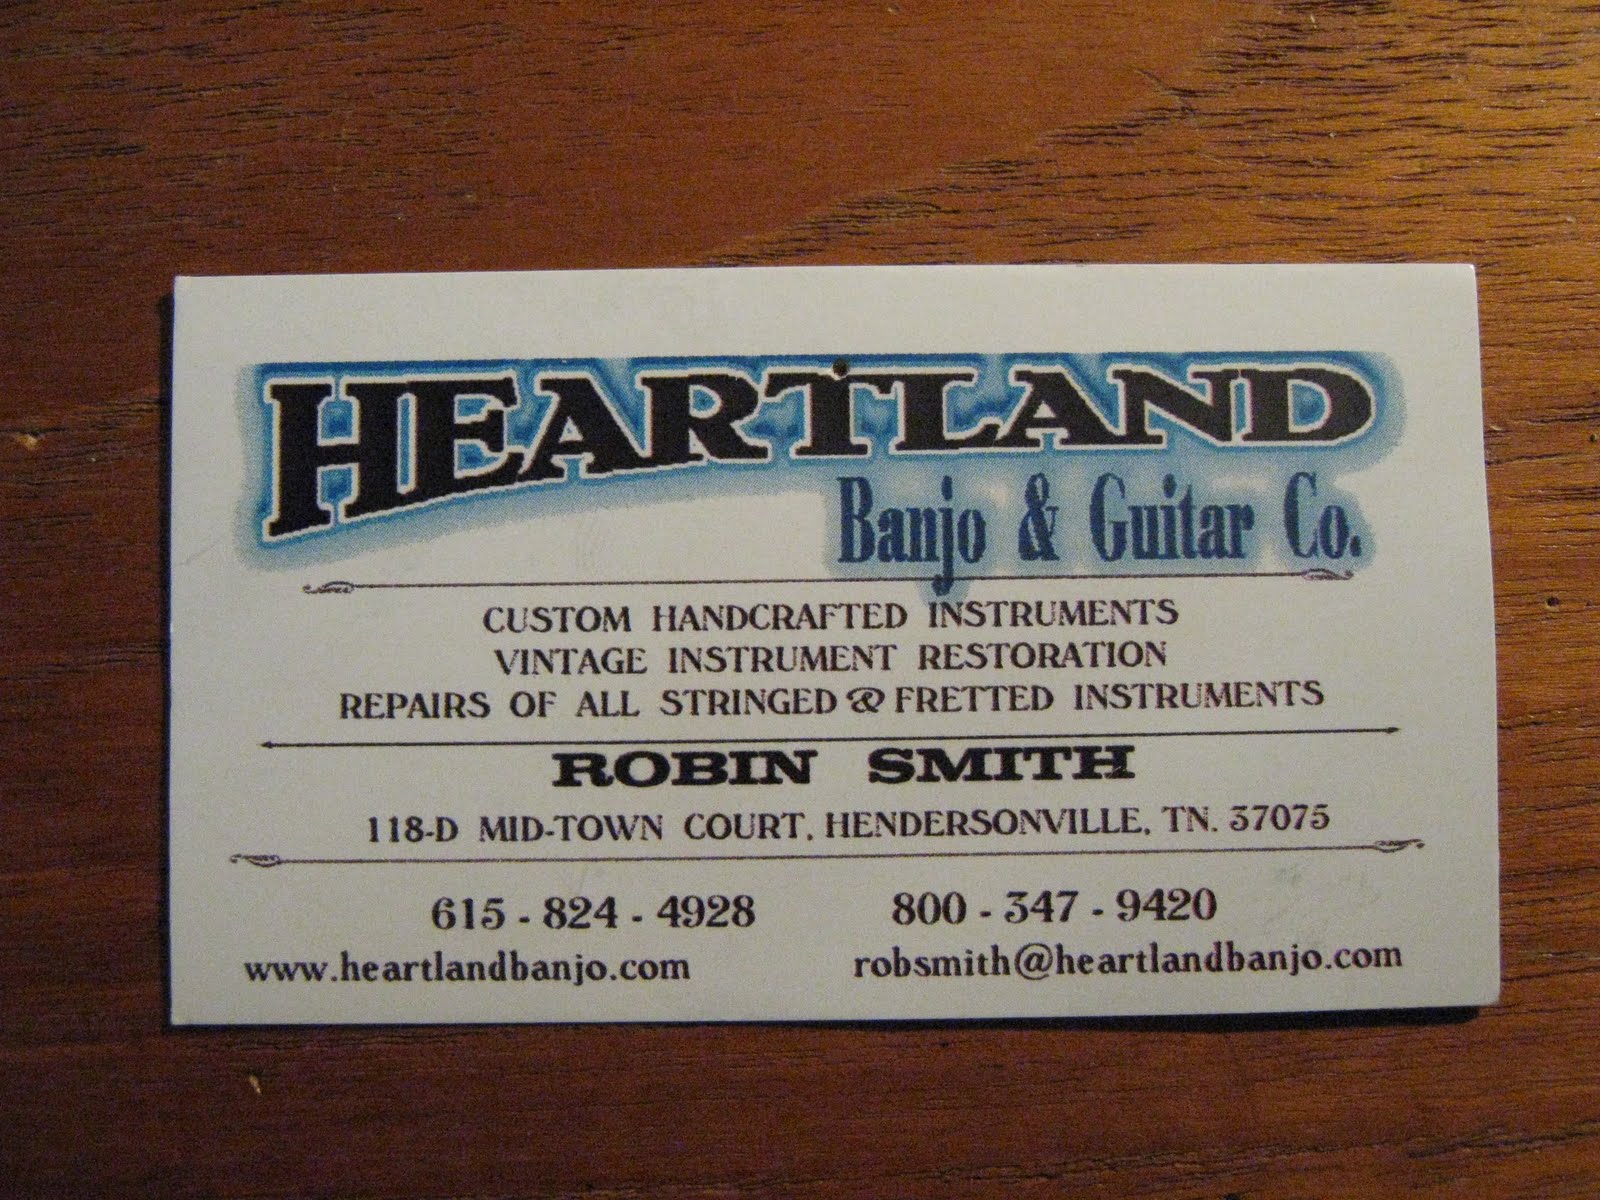 HEARTLAND
Banjo & Guitar Co.
CUSTOM HANDCRAFTED INSTRUMENTS
VINTAGE INSTRUMENT RESTORATION
REPAIRS OF ALL STRINGED & FRETTED INSTRUMENTS
ROBIN SMITH
118-D MID-TOWN COURT, HENDERSONVILLE, TN. 37075
615 - 824 - 4928 800 - 347 - 9420
www.heartlandbanjo.com robsmith@heartlandbanjo.com